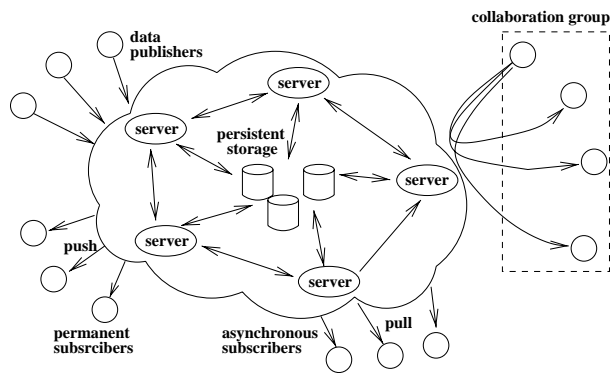 collaboration group
data
publishers
server
server
persistent
storage
server
server
push
server
permanent
subsrcibers
asynchronous
subscribers
pull